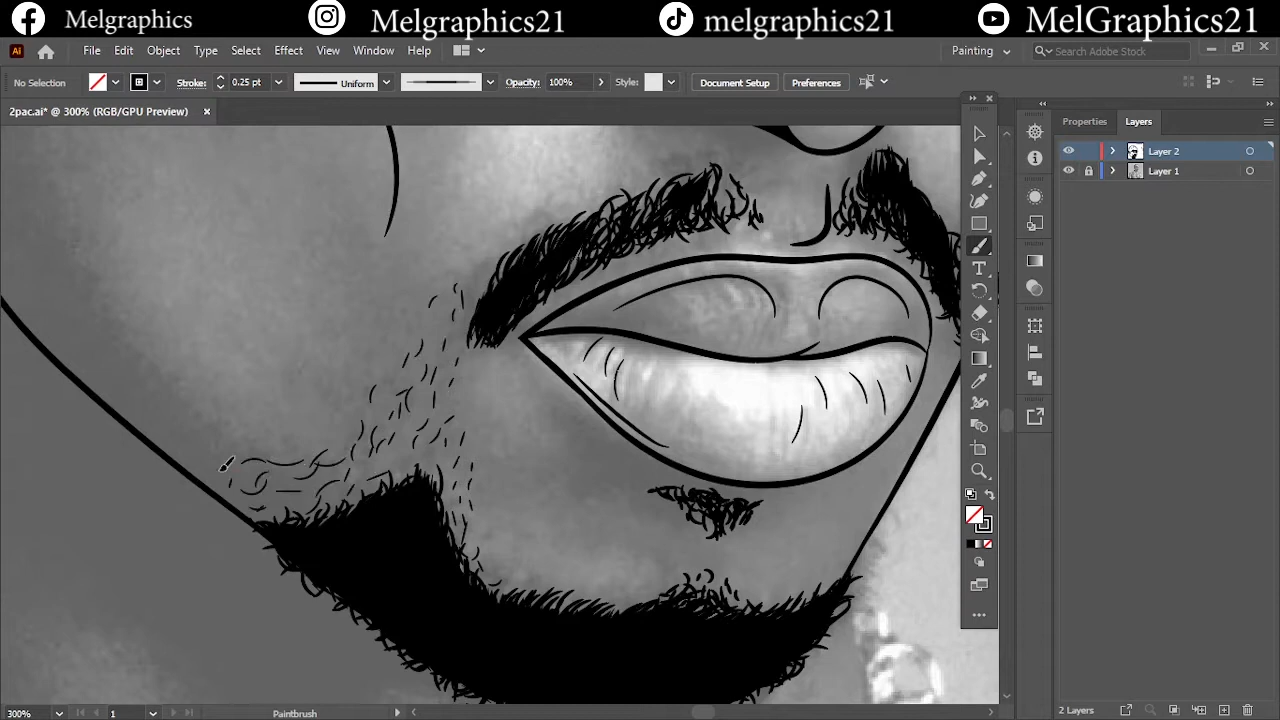 Melgraphics Melgraphics21 melgraphics21 MelGraphics21
Ai File Edit Object Type Select Effect View Window Help Painting Search Adobe Stock
No Selection Stroke: 0.25 pt Uniform Opacity: 100% Style: Document Setup Preferences
2pac.ai* @ 300% (RGB/GPU Preview)
Properties Layers
Layer 2
Layer 1
300% 1 Paintbrush 2 Layers